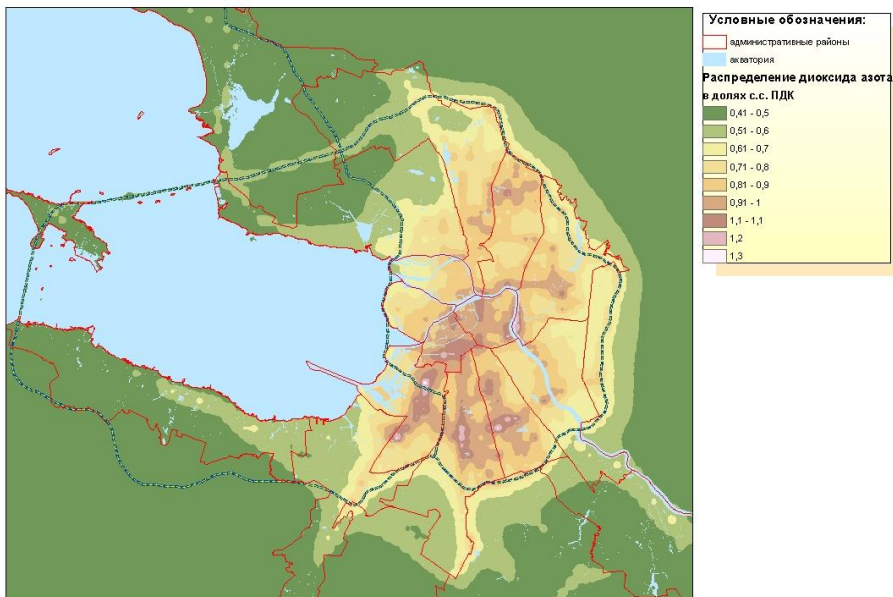 Условные обозначения:
административные районы
акватория
Распределение диоксида азота
в долях с.с. ПДК
0,41 - 0,5
0,51 - 0,6
0,61 - 0,7
0,71 - 0,8
0,81 - 0,9
0,91 - 1
1,1 - 1,1
1,2
1,3